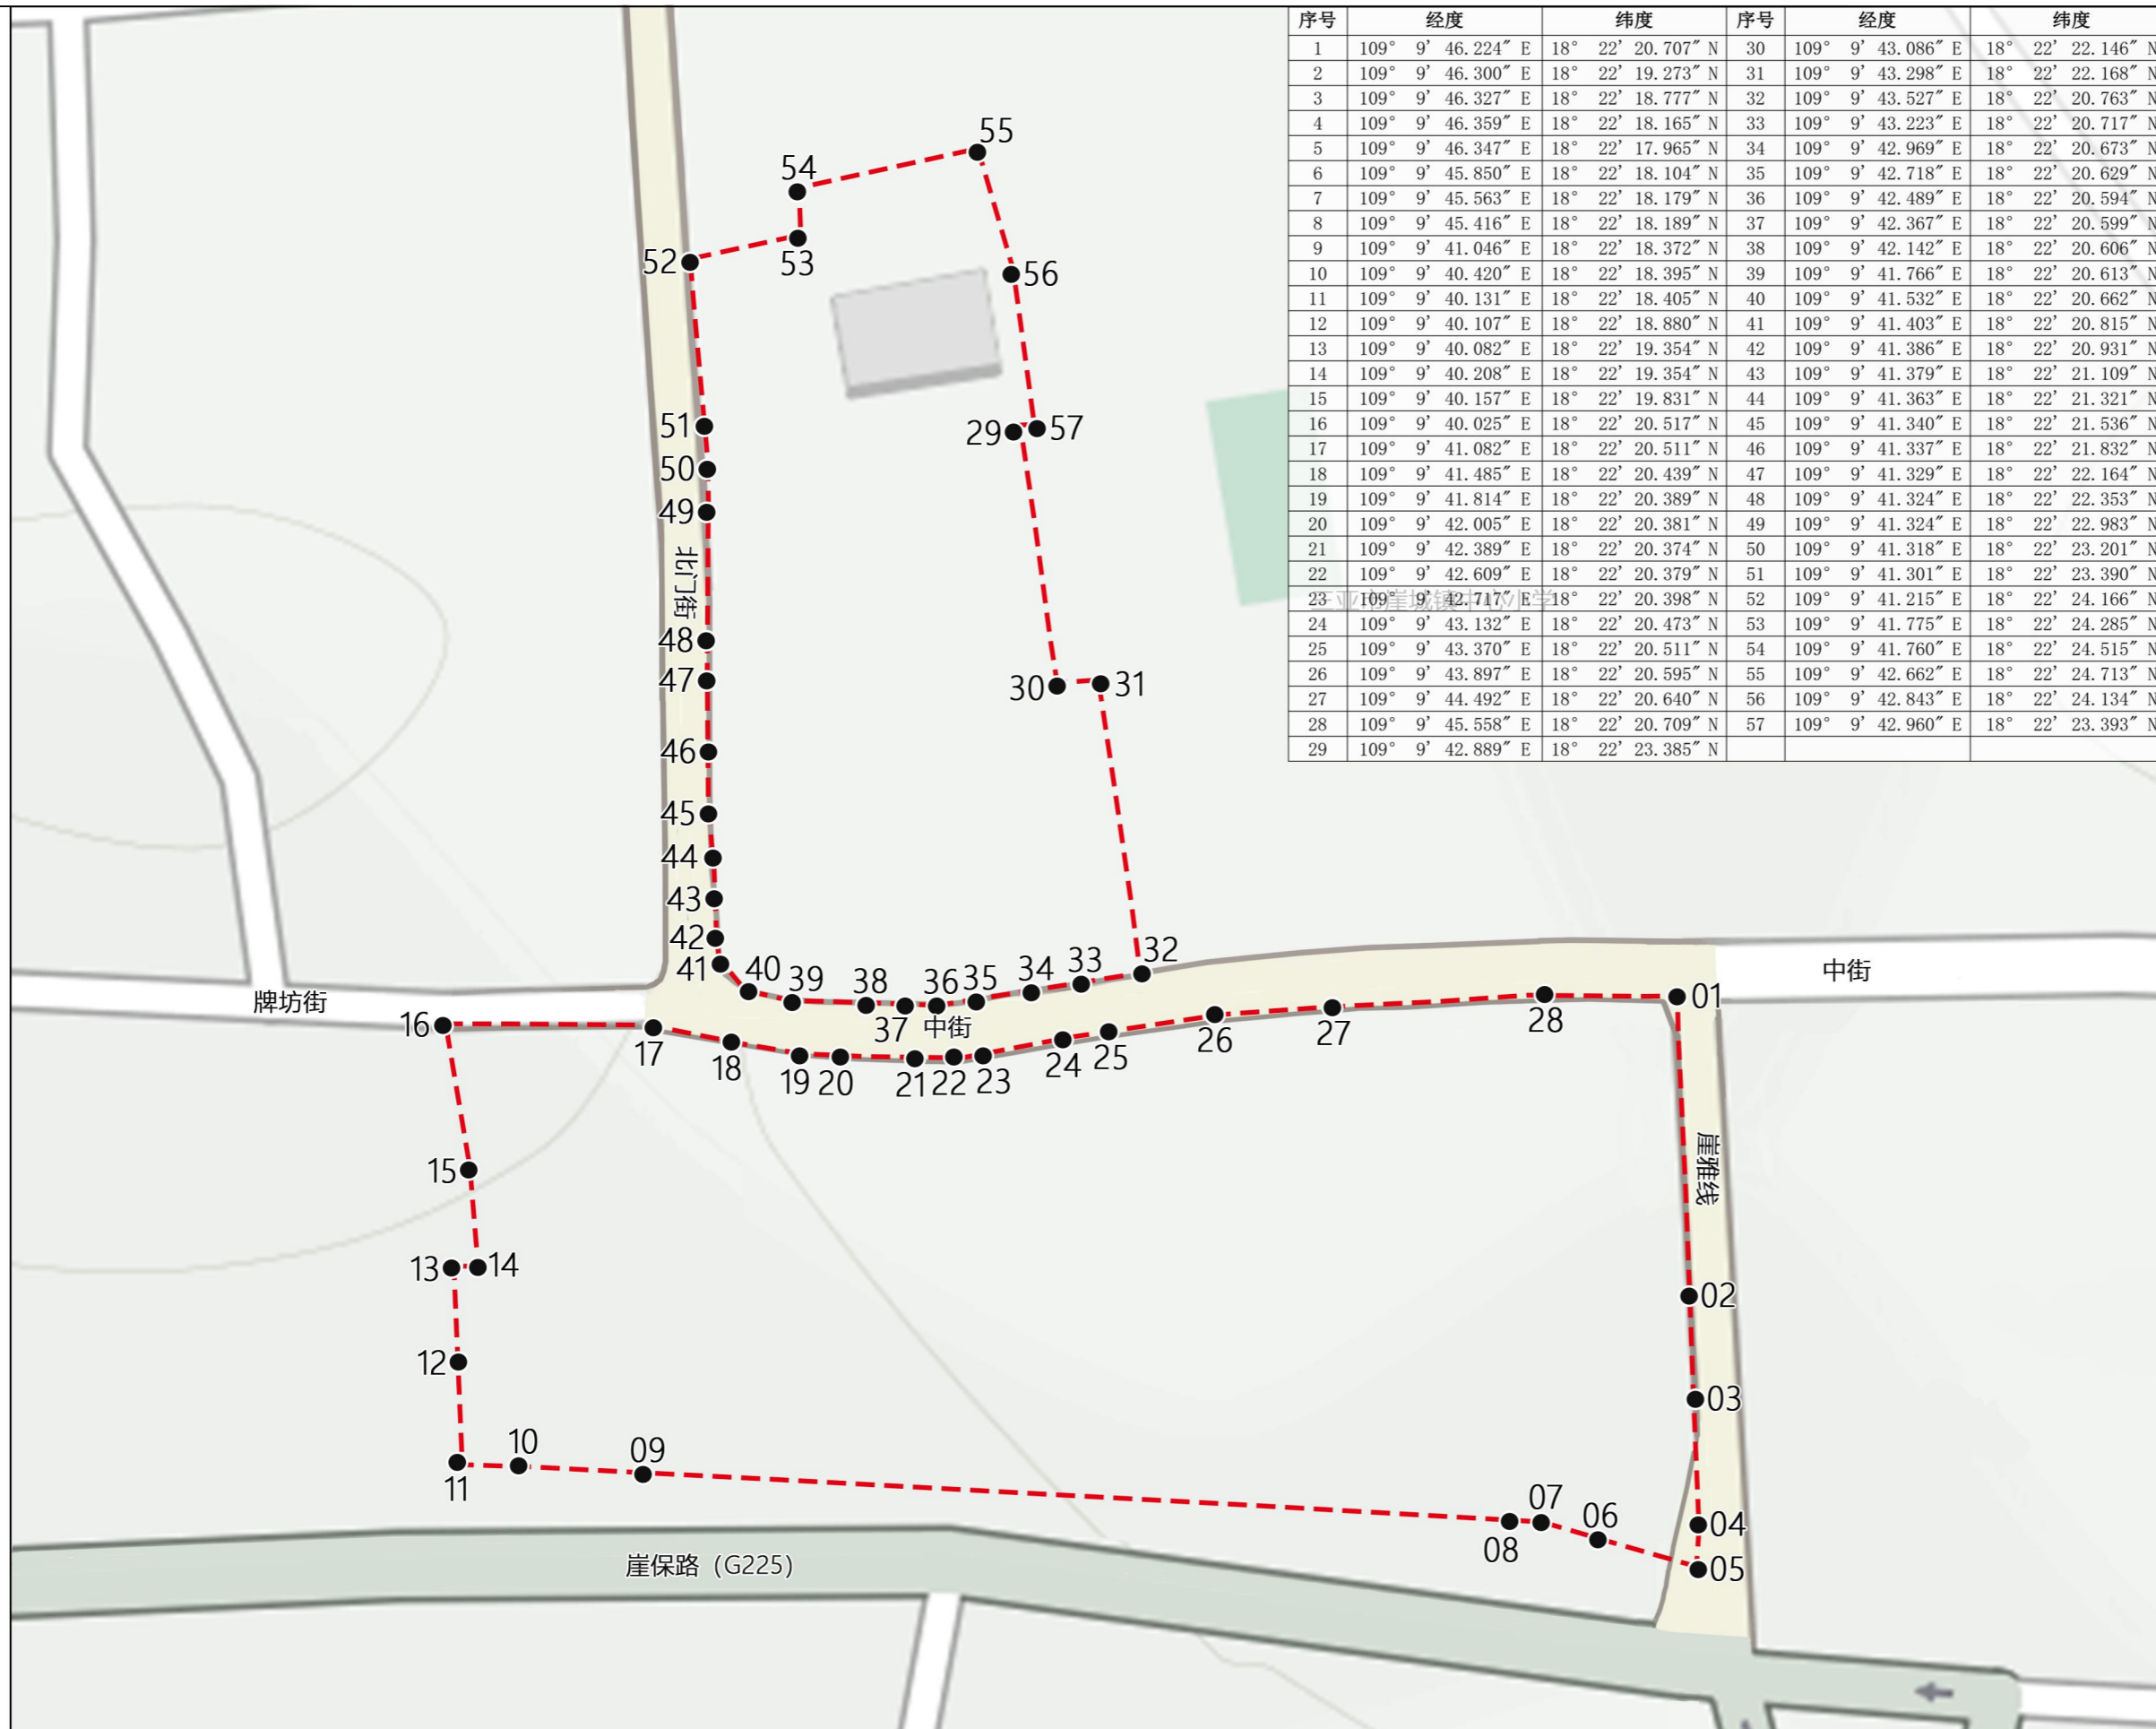 序号 经度 纬度 序号 经度 纬度
1 109° 9′ 46.224″ E 18° 22′ 20.707″ N 30 109° 9′ 43.086″ E 18° 22′ 22.146″ N
2 109° 9′ 46.300″ E 18° 22′ 19.273″ N 31 109° 9′ 43.298″ E 18° 22′ 22.168″ N
3 109° 9′ 46.327″ E 18° 22′ 18.777″ N 32 109° 9′ 43.527″ E 18° 22′ 20.763″ N
4 109° 9′ 46.359″ E 18° 22′ 18.165″ N 33 109° 9′ 43.223″ E 18° 22′ 20.717″ N
5 109° 9′ 46.347″ E 18° 22′ 17.965″ N 34 109° 9′ 42.969″ E 18° 22′ 20.673″ N
6 109° 9′ 45.850″ E 18° 22′ 18.104″ N 35 109° 9′ 42.718″ E 18° 22′ 20.629″ N
7 109° 9′ 45.563″ E 18° 22′ 18.179″ N 36 109° 9′ 42.489″ E 18° 22′ 20.594″ N
8 109° 9′ 45.416″ E 18° 22′ 18.189″ N 37 109° 9′ 42.367″ E 18° 22′ 20.599″ N
9 109° 9′ 41.046″ E 18° 22′ 18.372″ N 38 109° 9′ 42.142″ E 18° 22′ 20.606″ N
10 109° 9′ 40.420″ E 18° 22′ 18.395″ N 39 109° 9′ 41.766″ E 18° 22′ 20.613″ N
11 109° 9′ 40.131″ E 18° 22′ 18.405″ N 40 109° 9′ 41.532″ E 18° 22′ 20.662″ N
12 109° 9′ 40.107″ E 18° 22′ 18.880″ N 41 109° 9′ 41.403″ E 18° 22′ 20.815″ N
13 109° 9′ 40.082″ E 18° 22′ 19.354″ N 42 109° 9′ 41.386″ E 18° 22′ 20.931″ N
14 109° 9′ 40.208″ E 18° 22′ 19.354″ N 43 109° 9′ 41.379″ E 18° 22′ 21.109″ N
15 109° 9′ 40.157″ E 18° 22′ 19.831″ N 44 109° 9′ 41.363″ E 18° 22′ 21.321″ N
16 109° 9′ 40.025″ E 18° 22′ 20.517″ N 45 109° 9′ 41.340″ E 18° 22′ 21.536″ N
17 109° 9′ 41.082″ E 18° 22′ 20.511″ N 46 109° 9′ 41.337″ E 18° 22′ 21.832″ N
18 109° 9′ 41.485″ E 18° 22′ 20.439″ N 47 109° 9′ 41.329″ E 18° 22′ 22.164″ N
19 109° 9′ 41.814″ E 18° 22′ 20.389″ N 48 109° 9′ 41.324″ E 18° 22′ 22.353″ N
20 109° 9′ 42.005″ E 18° 22′ 20.381″ N 49 109° 9′ 41.324″ E 18° 22′ 22.983″ N
21 109° 9′ 42.389″ E 18° 22′ 20.374″ N 50 109° 9′ 41.318″ E 18° 22′ 23.201″ N
22 109° 9′ 42.609″ E 18° 22′ 20.379″ N 51 109° 9′ 41.301″ E 18° 22′ 23.390″ N
23 109° 9′ 42.717″ E 18° 22′ 20.398″ N 52 109° 9′ 41.215″ E 18° 22′ 24.166″ N
24 109° 9′ 43.132″ E 18° 22′ 20.473″ N 53 109° 9′ 41.775″ E 18° 22′ 24.285″ N
25 109° 9′ 43.370″ E 18° 22′ 20.511″ N 54 109° 9′ 41.760″ E 18° 22′ 24.515″ N
26 109° 9′ 43.897″ E 18° 22′ 20.595″ N 55 109° 9′ 42.662″ E 18° 22′ 24.713″ N
27 109° 9′ 44.492″ E 18° 22′ 20.640″ N 56 109° 9′ 42.843″ E 18° 22′ 24.134″ N
28 109° 9′ 45.558″ E 18° 22′ 20.709″ N 57 109° 9′ 42.960″ E 18° 22′ 23.393″ N
29 109° 9′ 42.889″ E 18° 22′ 23.385″ N
三亚市崖城镇中心小学
55
54
52
53
56
51
29
57
50
49
北门街
48
47
30
31
46
45
44
43
42
41
40
39
38
37
36
35
34
33
32
中街
牌坊街
中街
16
17
18
19
20
21
22
23
24
25
26
27
28
01
崖雅线
15
13
14
02
12
03
10
09
11
07
06
08
04
05
崖保路（G225）